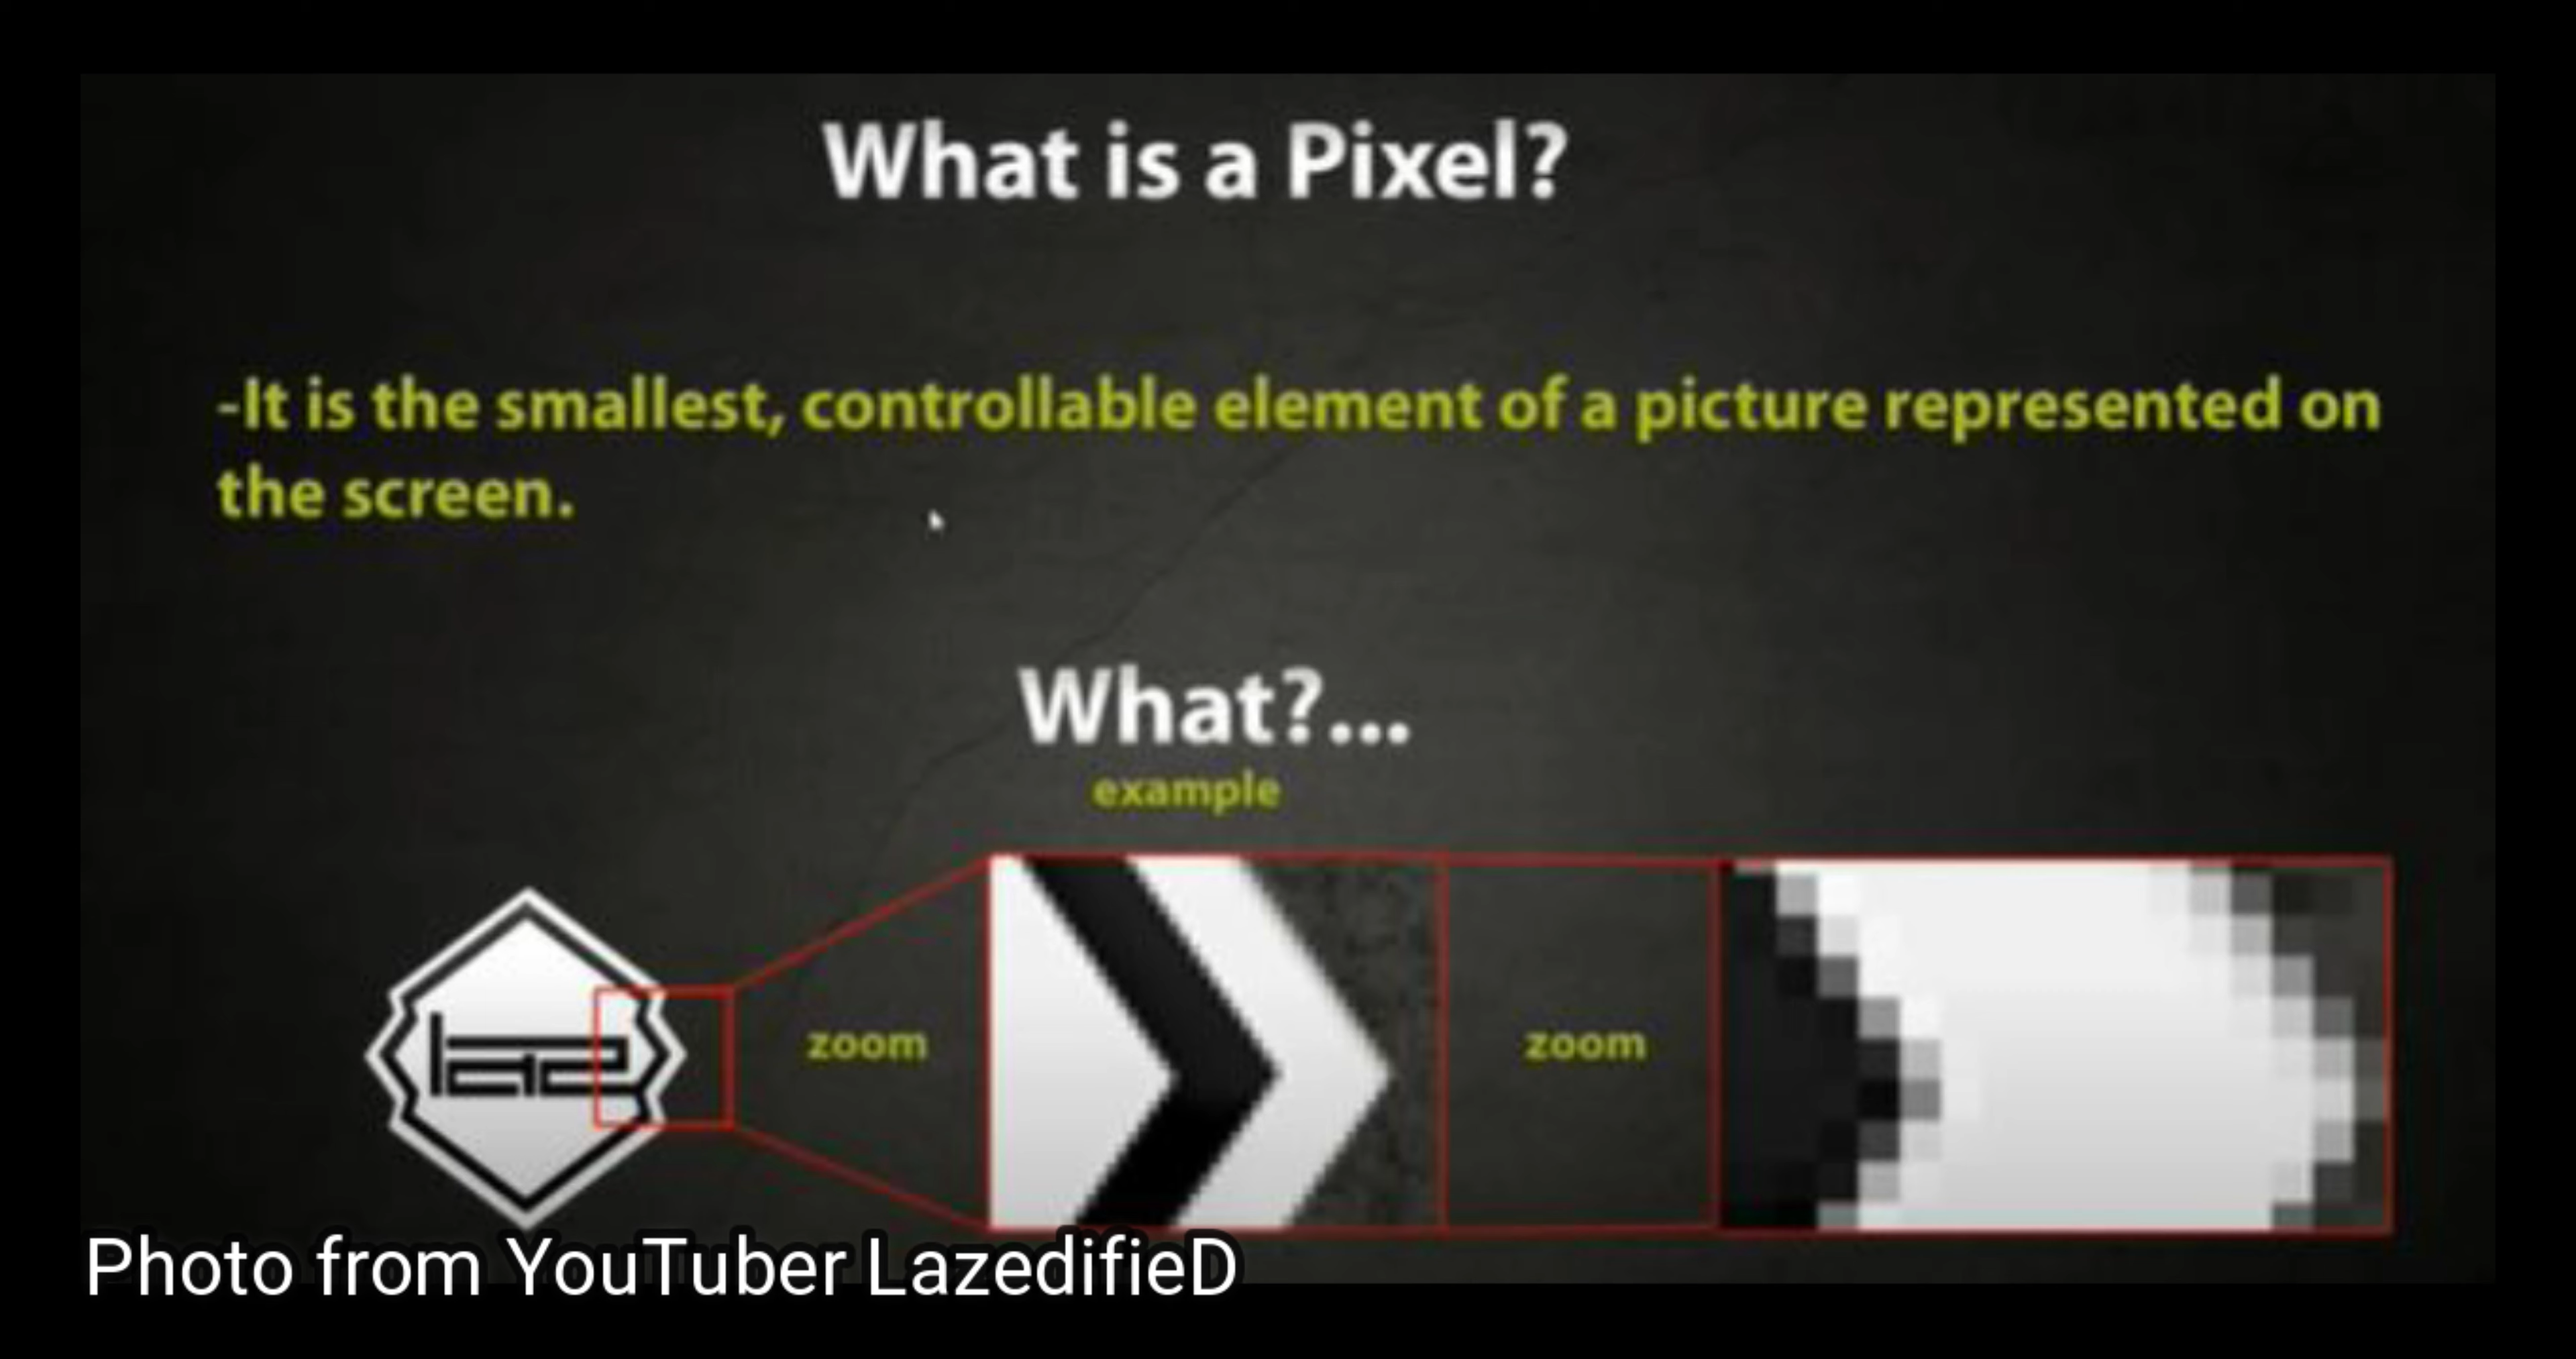 What is a Pixel?
-It is the smallest, controllable element of a picture represented on
the screen.
What?...
example
laz
zoom
zoom
Photo from YouTuber LazedifieD